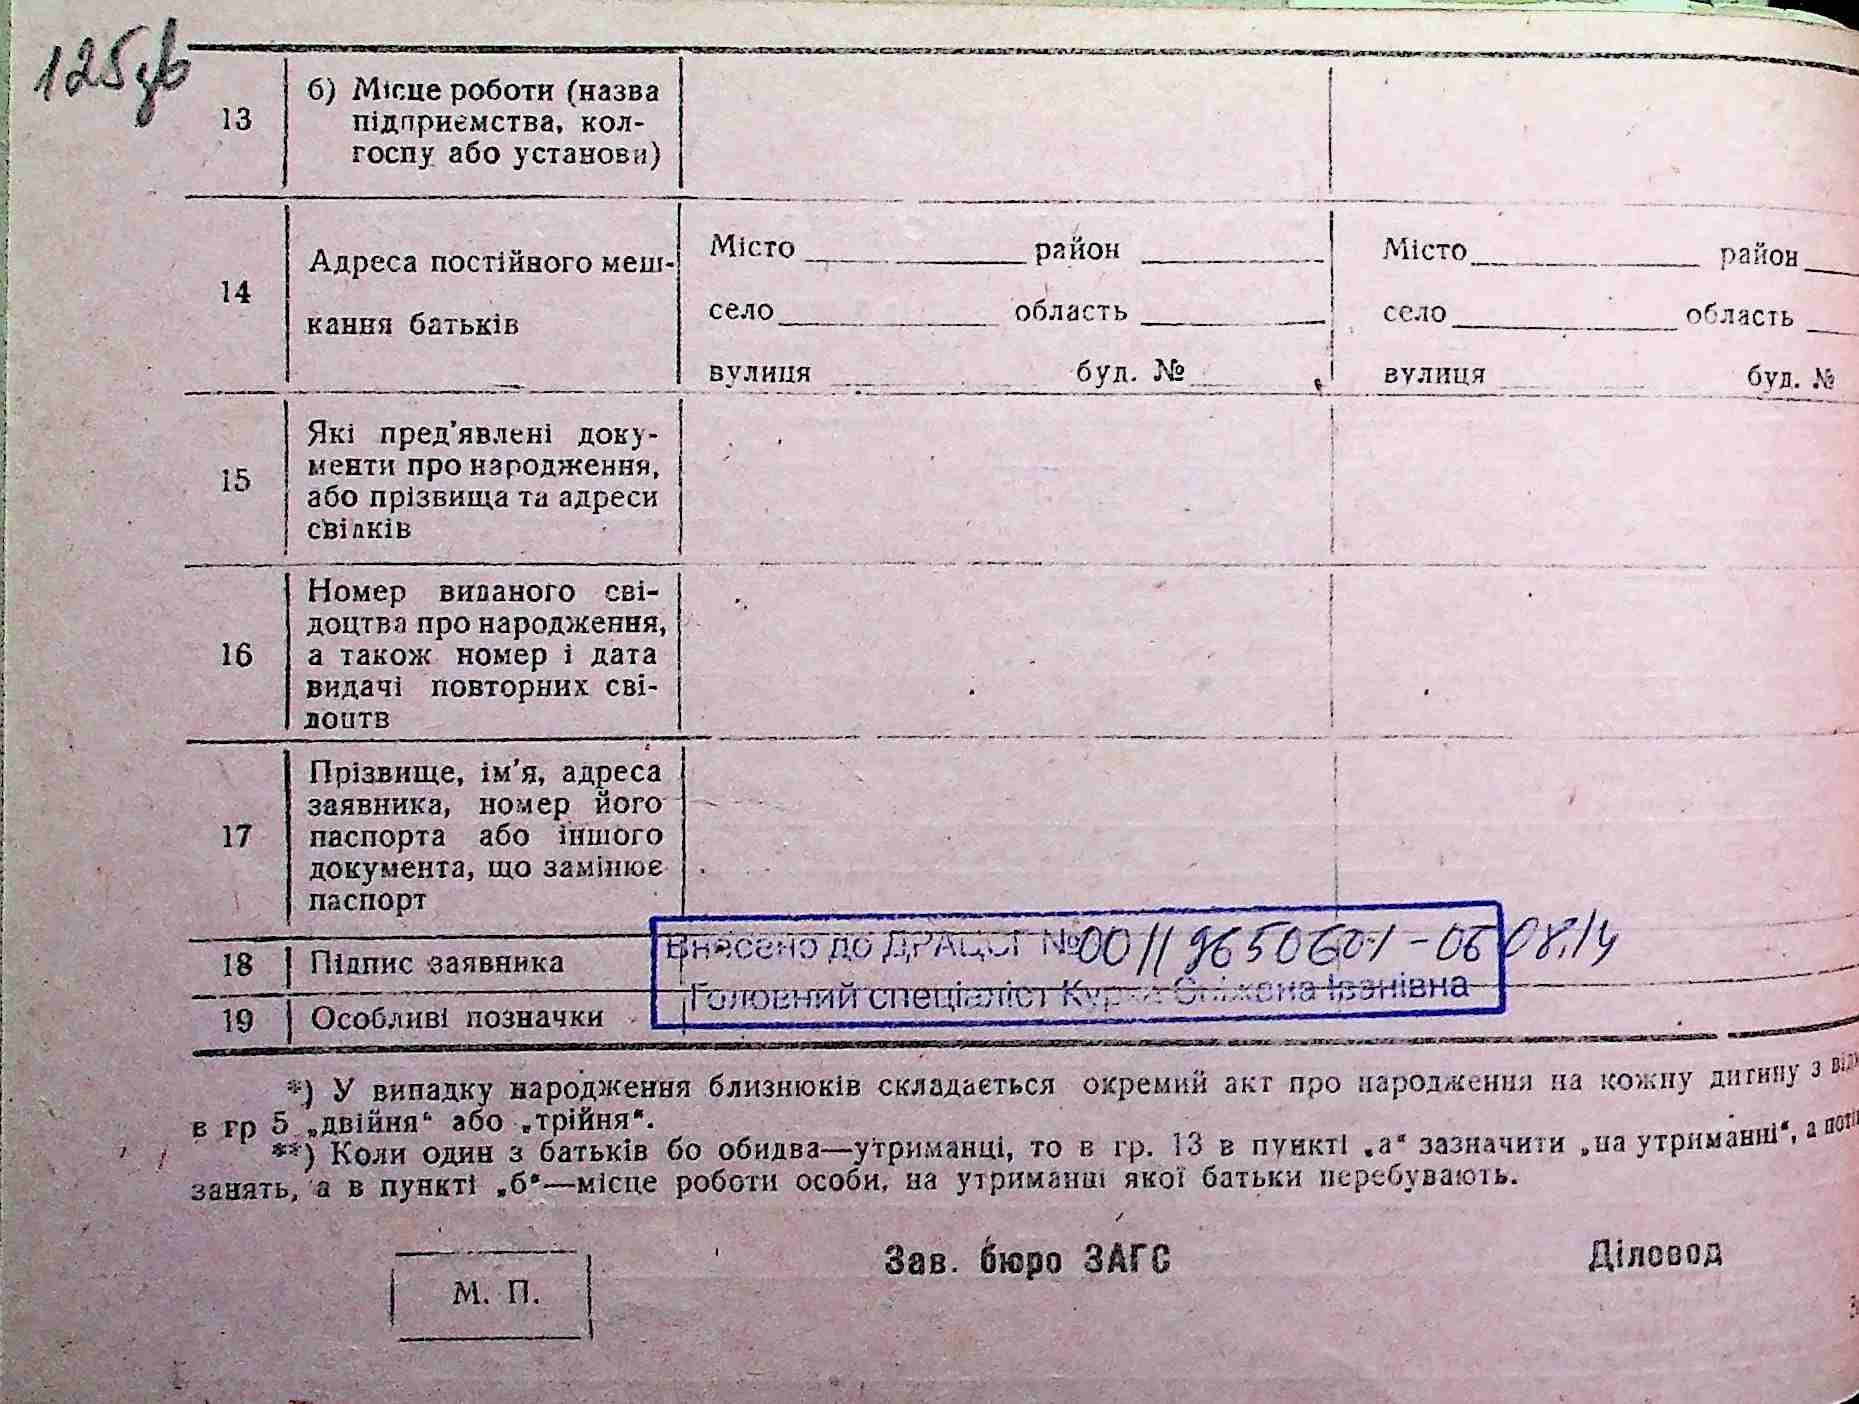 125зв
13
б) Місце роботи (назва
підприємства, кол-
госпу або установи)
14
Адреса постійного меш-
кання батьків
Місто район
село область
вулиця буд. №
Місто район
село область
вулиця буд. №
15
Які пред'явлені доку-
менти про народження,
або прізвища та адреси
свідків
16
Номер виданого сві-
доцтва про народження,
а також номер і дата
видачі повторних сві-
доцтв
17
Прізвище, ім'я, адреса
заявника, номер його
паспорта або іншого
документа, що замінює
паспорт
18 Підпис заявника
Внесено до ДРАЦСГ № 08.14
Головний спеціаліст Сніжана Іванівна
19 Особливі позначки
*) У випадку народження близнюків складається окремий акт про народження на кожну дитину з
в гр 5 „двійня“ або „трійня“.
**) Коли один з батьків бо обидва—утриманці, то в гр. 13 в пункті „а“ зазначити „на утриманні“, а
занять, а в пункті „б“—місце роботи особи, на утриманні якої батьки перебувають.
М. П.
Зав. бюро ЗАГС
Діловод